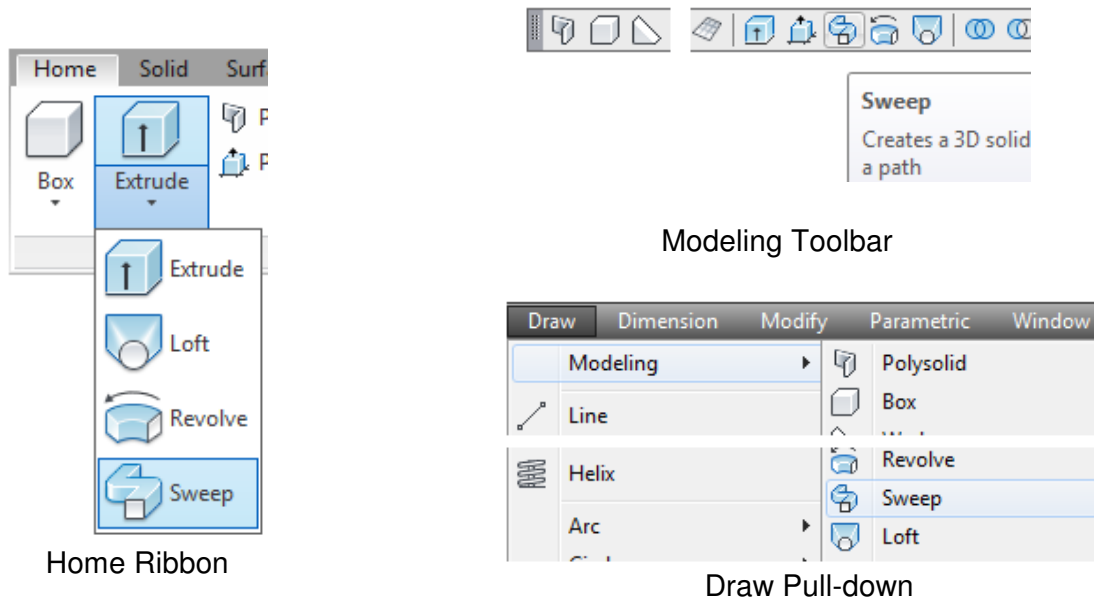 Home Solid Surf
P
P
Box Extrude
Extrude
Loft
Revolve
Sweep
Home Ribbon
Sweep
Creates a 3D solid
a path
Modeling Toolbar
Draw Dimension Modify Parametric Window
Modeling
Line
Helix
Arc
Polysolid
Box
Revolve
Sweep
Loft
Draw Pull-down